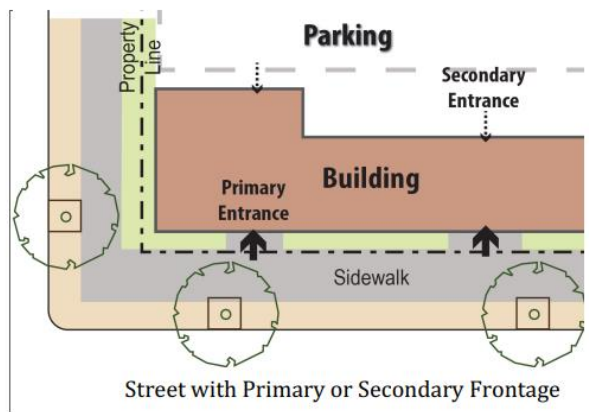 Parking
Property
Line
Secondary
Entrance
Primary
Entrance
Building
Sidewalk
Street with Primary or Secondary Frontage